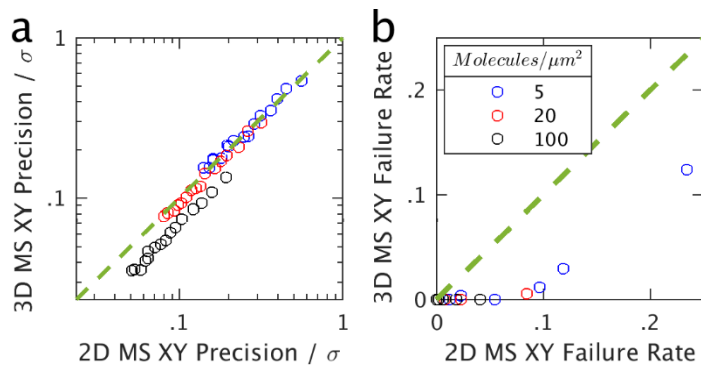 a
1
.1
.1
1
3D MS XY Precision / σ
2D MS XY Precision / σ
b
.2
.1
0
0
.1
.2
3D MS XY Failure Rate
2D MS XY Failure Rate
Molecules/μm²
5
20
100